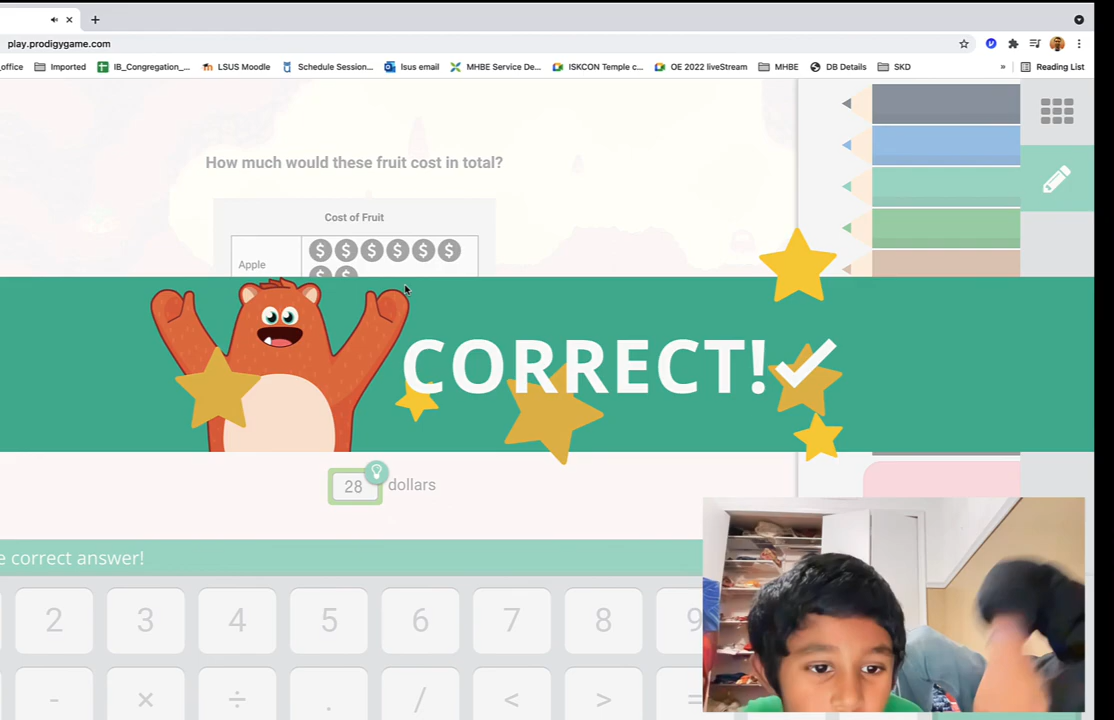 play.prodigygame.com
office Imported IB_Congregation_... LSUS Moodle Schedule Session... lsus email MHBE Service De... ISKCON Temple c... OE 2022 liveStream MHBE DB Details SKD » Reading List
How much would these fruit cost in total?
Cost of Fruit
Apple $ $ $ $ $ $
$ $
CORRECT!
28 dollars
e correct answer!
2 3 4 5 6 7 8 9
- × ÷ . / < > =